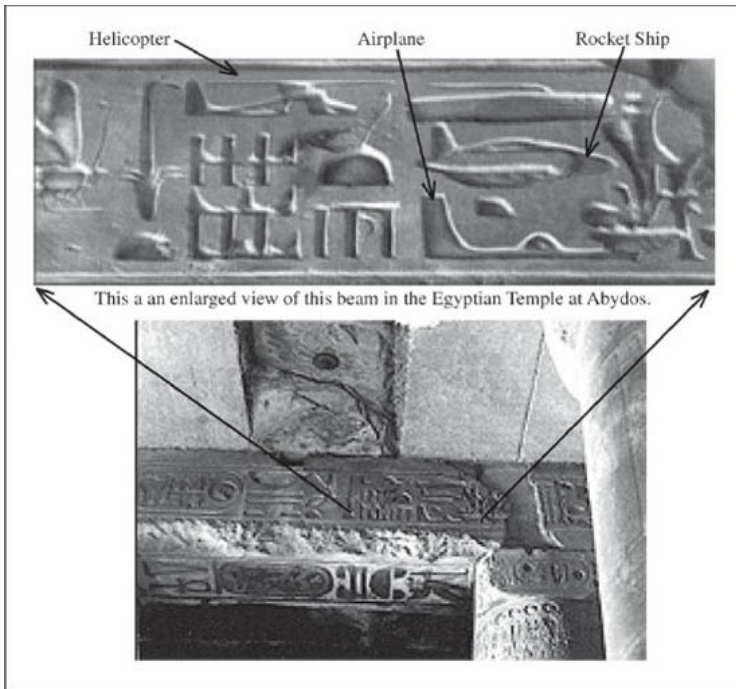 Helicopter Airplane Rocket Ship
This a an enlarged view of this beam in the Egyptian Temple at Abydos.